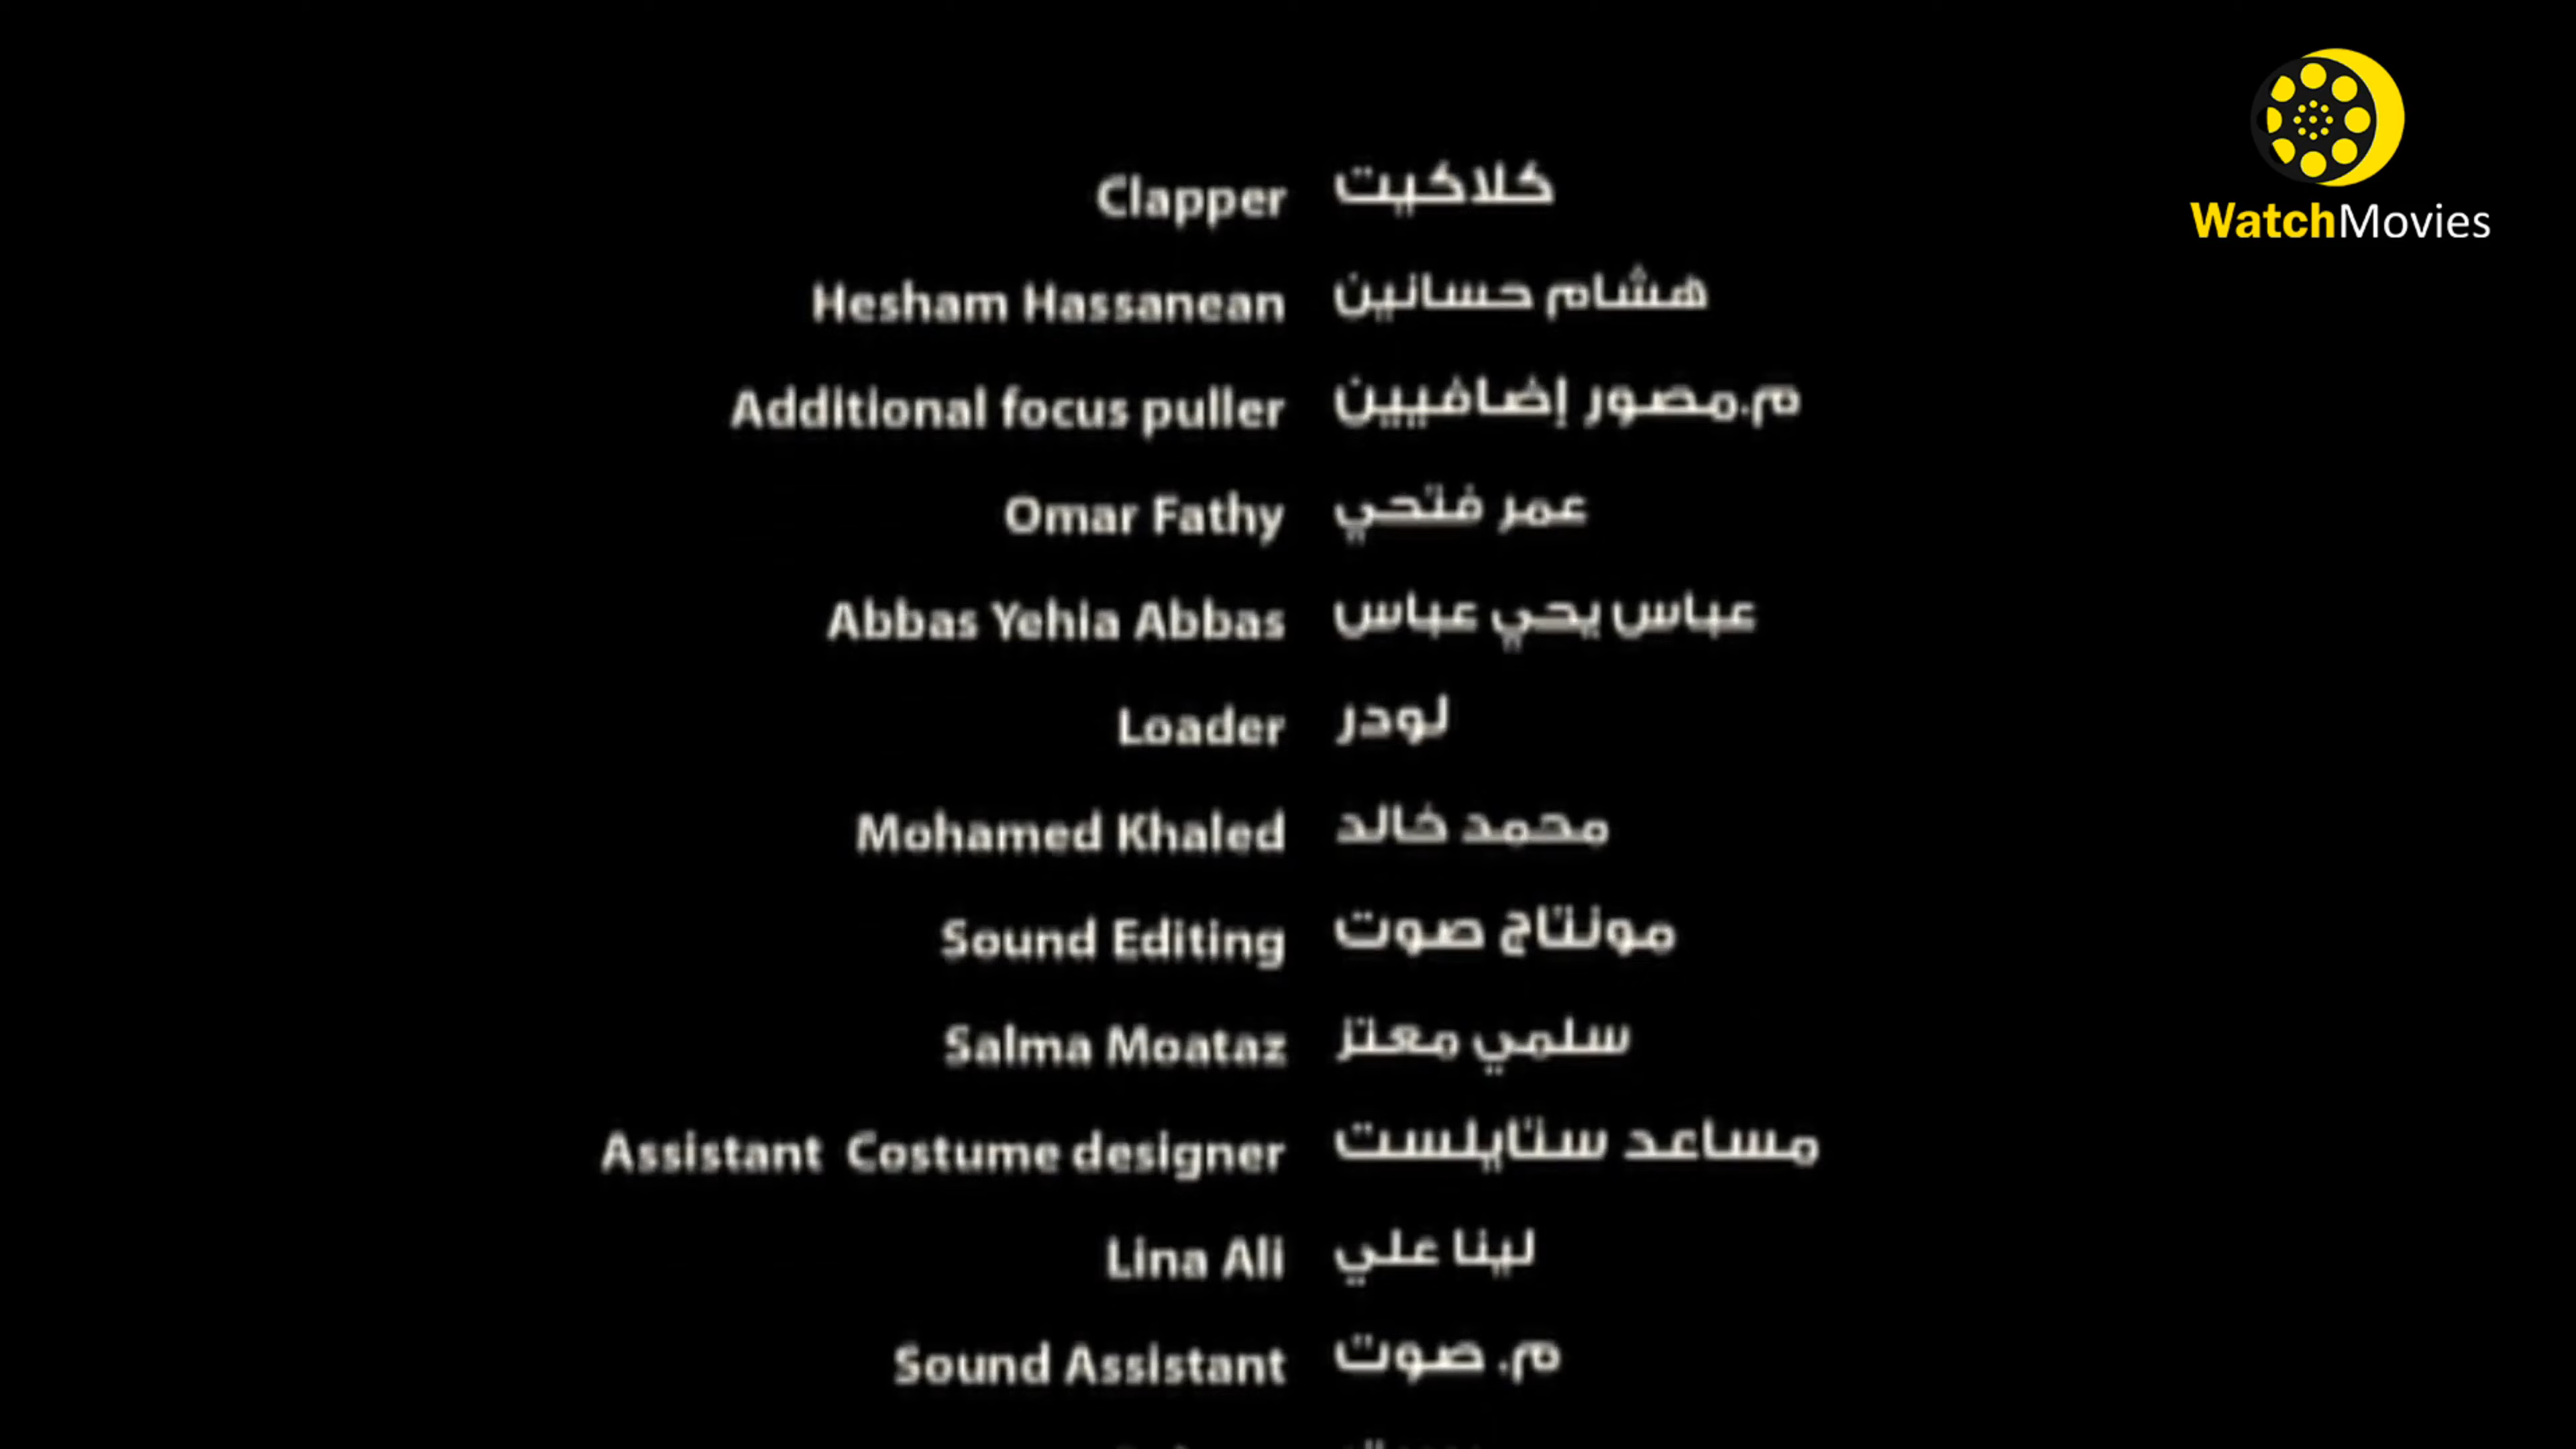 WatchMovies
Clapper كلاكيت
Hesham Hassanean هشام حسانين
Additional focus puller م.مصور إضافيين
Omar Fathy عمر فتحي
Abbas Yehia Abbas عباس يحي عباس
Loader لودر
Mohamed Khaled محمد خالد
Sound Editing مونتاج صوت
Salma Moataz سلمي معتز
Assistant Costume designer مساعد ستايلست
Lina Ali لينا علي
Sound Assistant م. صوت